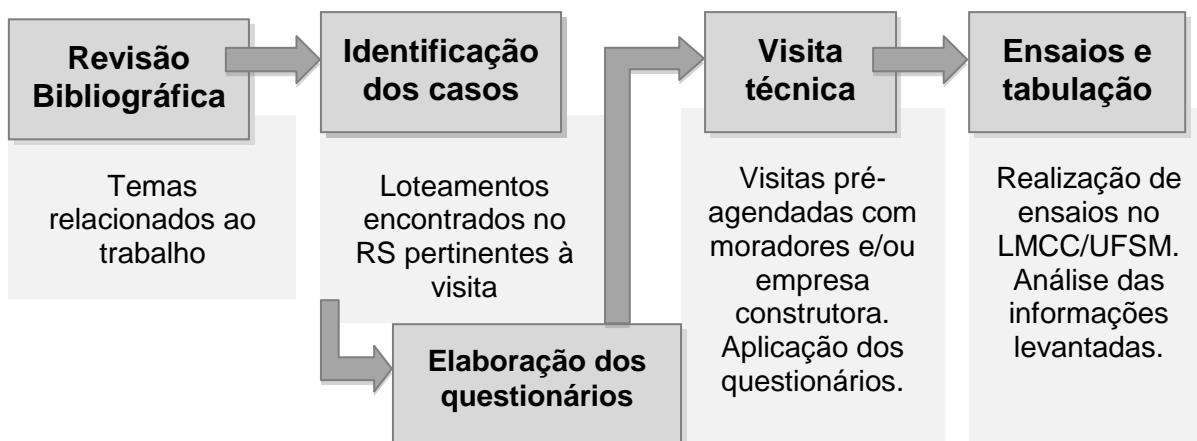 Revisão
Bibliográfica
Temas
relacionados ao
trabalho
Identificação
dos casos
Loteamentos
encontrados no
RS pertinentes à
visita
Elaboração dos
questionários
Visita
técnica
Visitas pré-
agendadas com
moradores e/ou
empresa
construtora.
Aplicação dos
questionários.
Ensaios e
tabulação
Realização de
ensaios no
LMCC/UFSM.
Análise das
informações
levantadas.